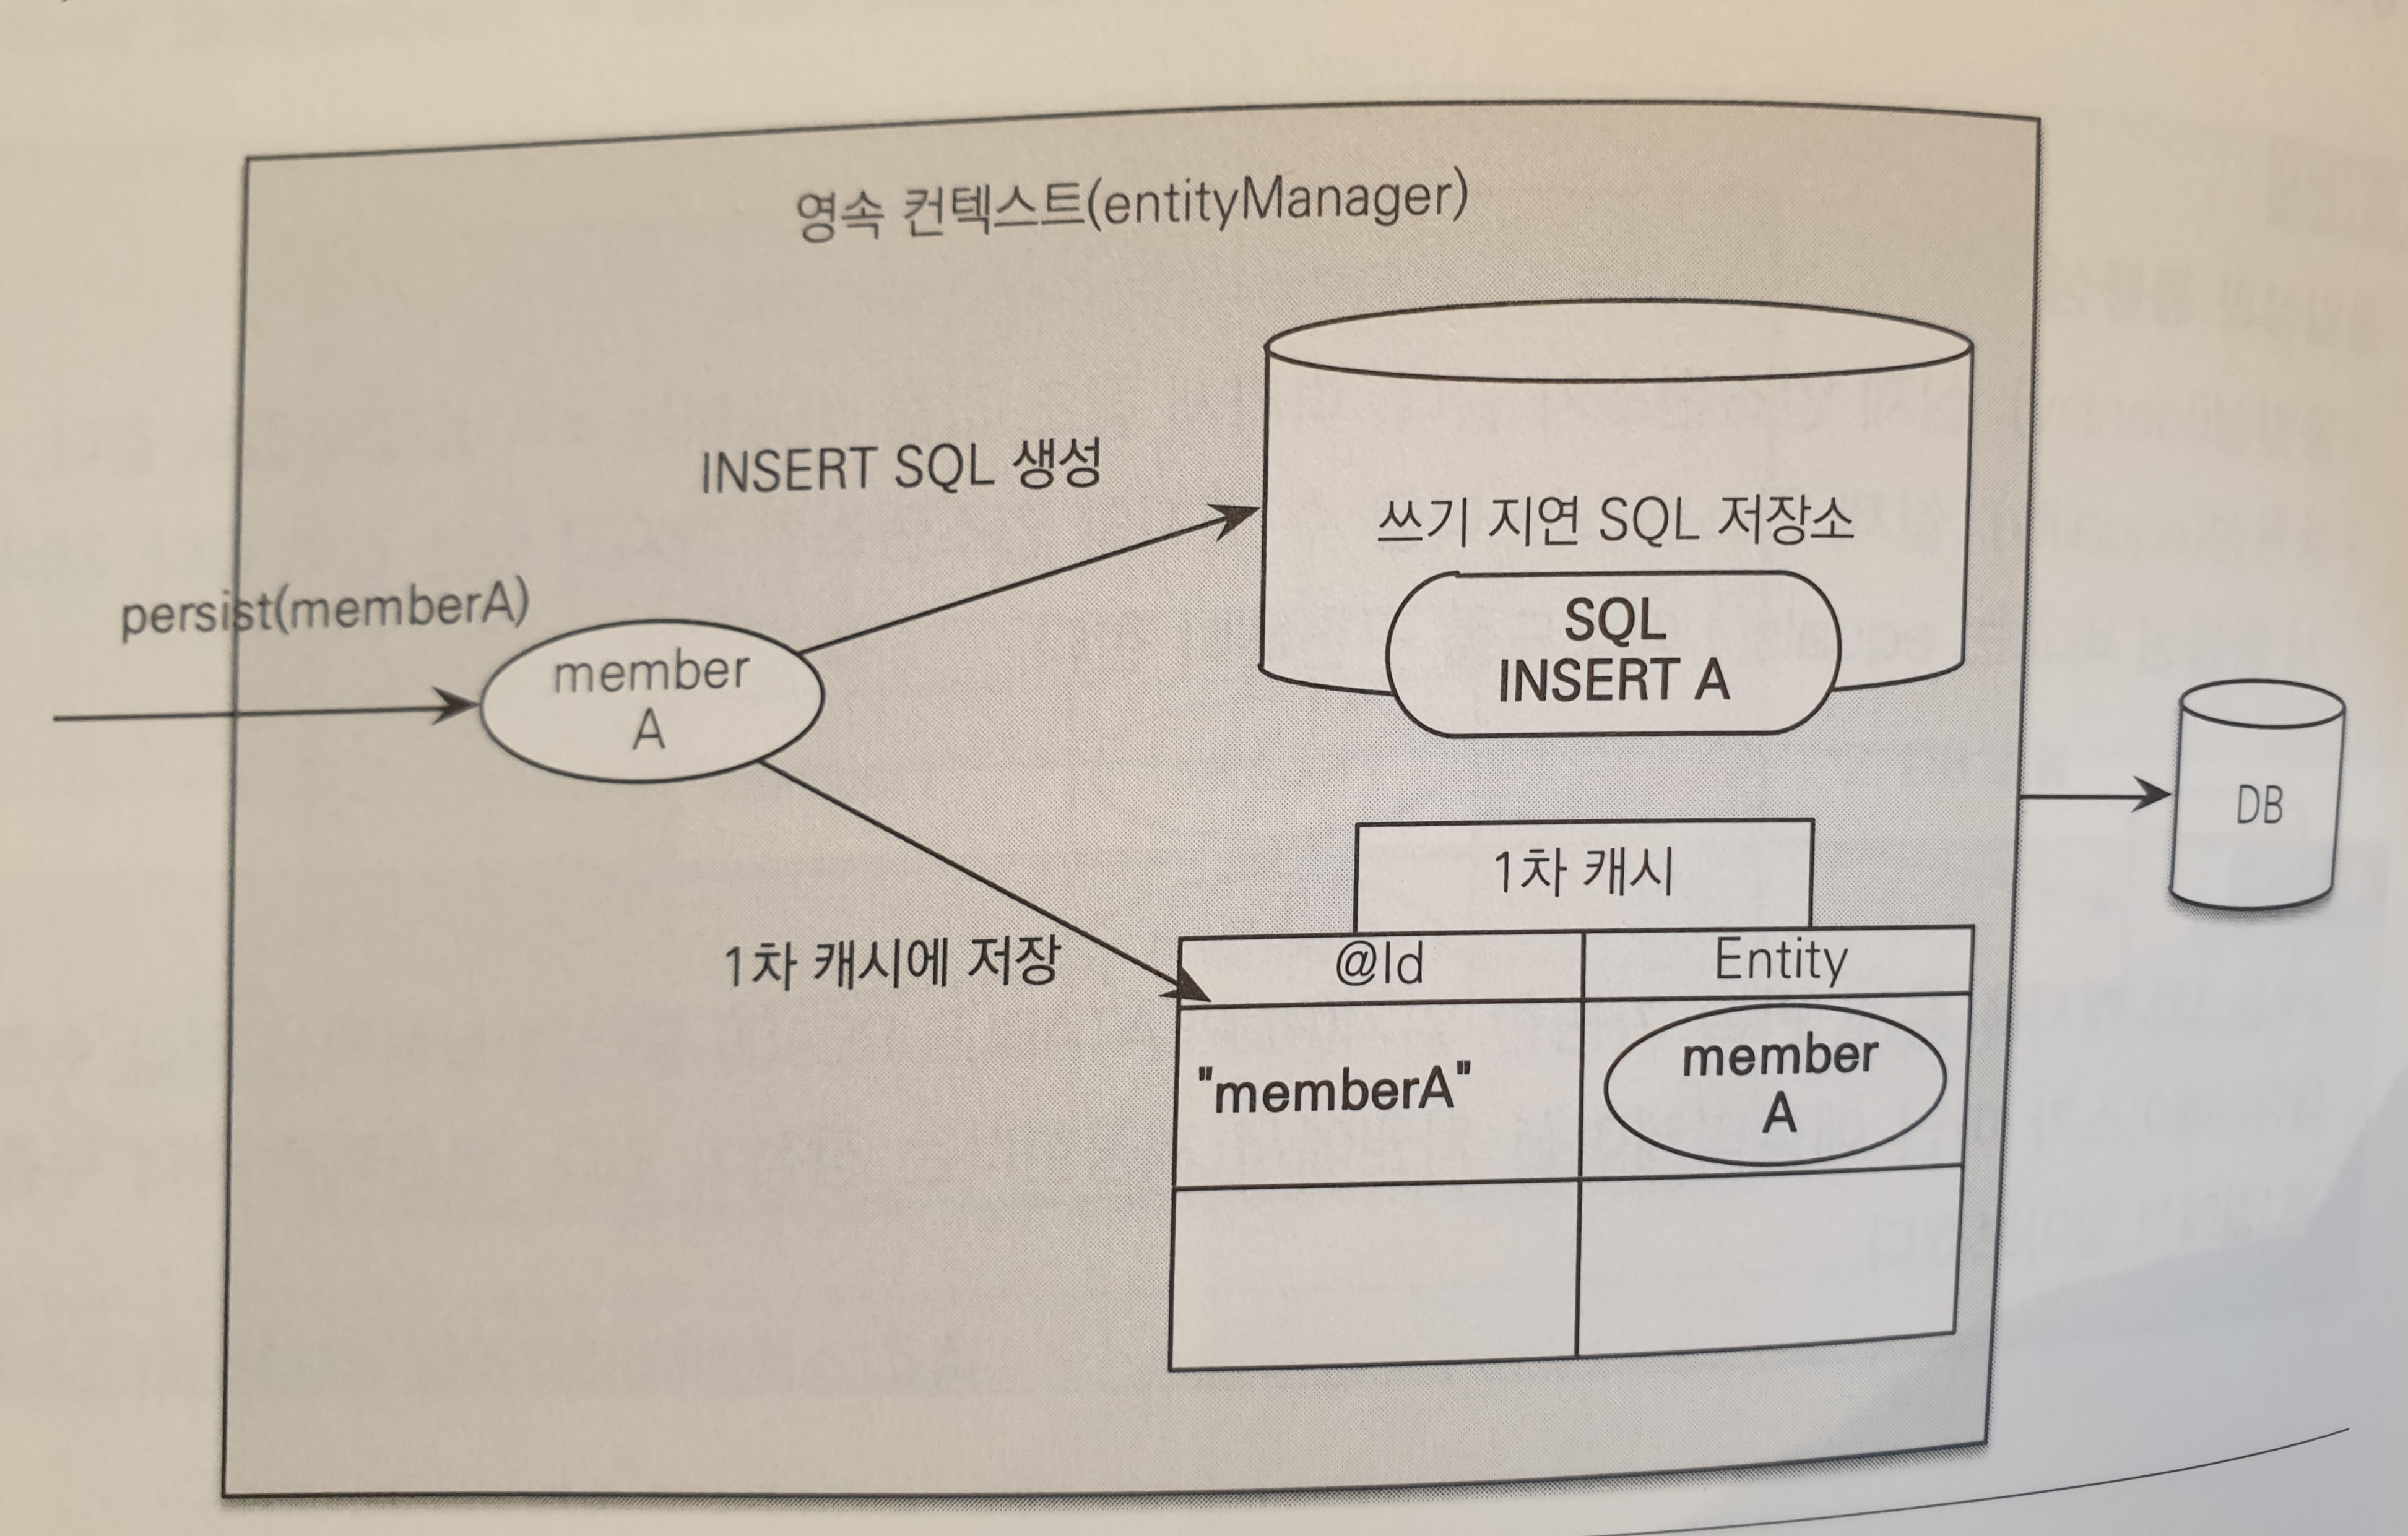 영속 컨텍스트(entityManager)
INSERT SQL 생성
쓰기 지연 SQL 저장소
persist(memberA)
SQL
INSERT A
member
A
DB
1차 캐시
1차 캐시에 저장
@Id
Entity
"memberA"
member
A